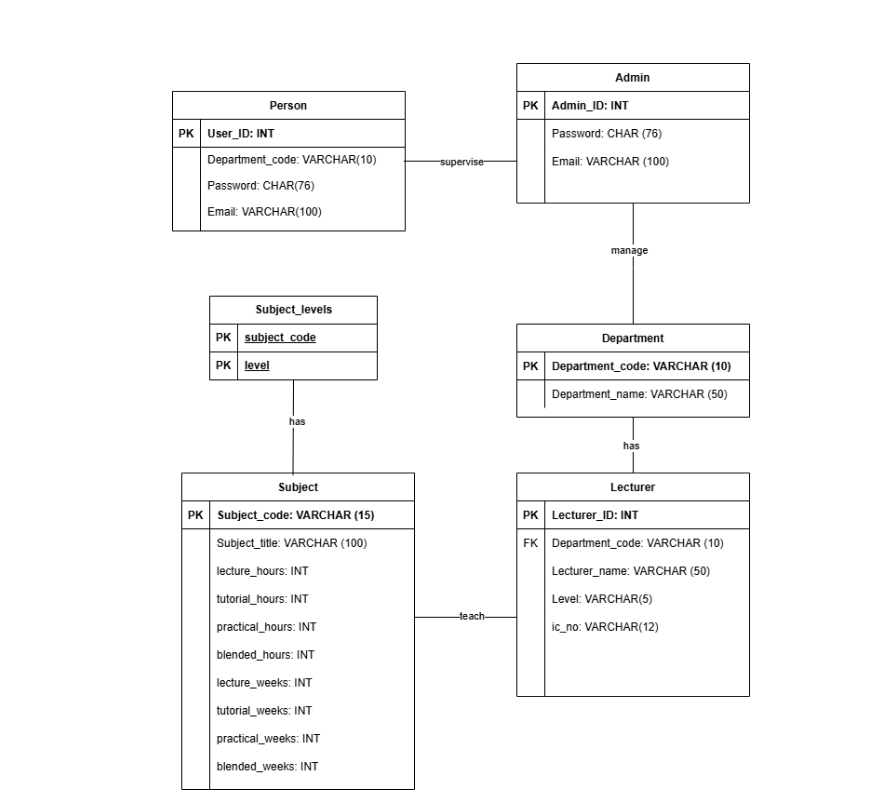 Person
PK User_ID: INT
Department_code: VARCHAR(10)
Password: CHAR(76)
Email: VARCHAR(100)
supervise
Admin
PK Admin_ID: INT
Password: CHAR (76)
Email: VARCHAR (100)
manage
Subject_levels
PK subject_code
PK level
has
Department
PK Department_code: VARCHAR (10)
Department_name: VARCHAR (50)
has
Subject
PK Subject_code: VARCHAR (15)
Subject_title: VARCHAR (100)
lecture_hours: INT
tutorial_hours: INT
practical_hours: INT
blended_hours: INT
lecture_weeks: INT
tutorial_weeks: INT
practical_weeks: INT
blended_weeks: INT
teach
Lecturer
PK Lecturer_ID: INT
FK Department_code: VARCHAR (10)
Lecturer_name: VARCHAR (50)
Level: VARCHAR(5)
ic_no: VARCHAR(12)